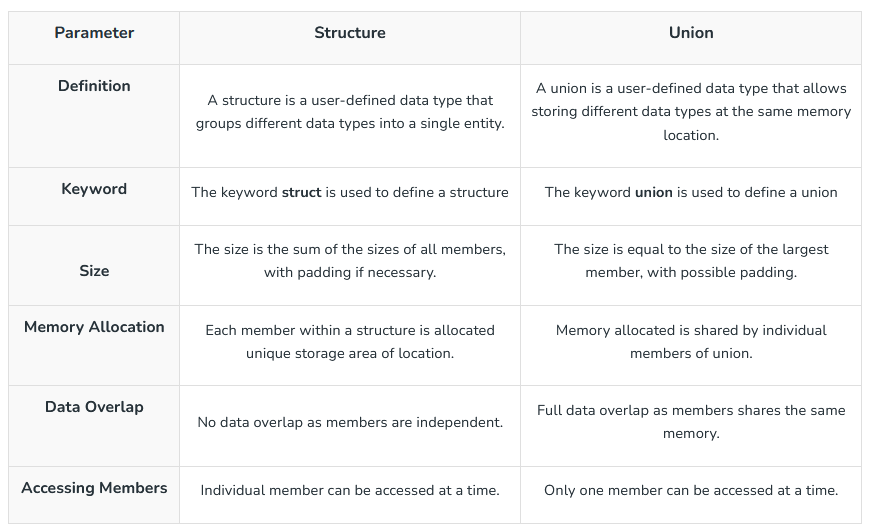 Parameter Structure Union
Definition
A structure is a user-defined data type that
groups different data types into a single entity.
A union is a user-defined data type that allows
storing different data types at the same memory
location.
Keyword
The keyword struct is used to define a structure
The keyword union is used to define a union
Size
The size is the sum of the sizes of all members,
with padding if necessary.
The size is equal to the size of the largest
member, with possible padding.
Memory Allocation
Each member within a structure is allocated
unique storage area of location.
Memory allocated is shared by individual
members of union.
Data Overlap
No data overlap as members are independent.
Full data overlap as members shares the same
memory.
Accessing Members
Individual member can be accessed at a time.
Only one member can be accessed at a time.